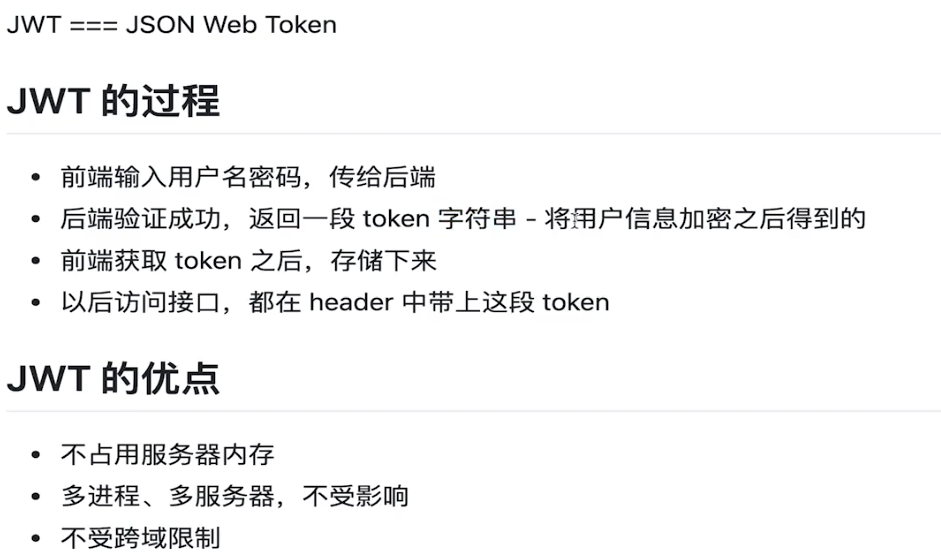 JWT === JSON Web Token
JWT 的过程
• 前端输入用户名密码，传给后端
• 后端验证成功，返回一段 token 字符串 - 将用户信息加密之后得到的
• 前端获取 token 之后，存储下来
• 以后访问接口，都在 header 中带上这段 token
JWT 的优点
• 不占用服务器内存
• 多进程、多服务器，不受影响
• 不受跨域限制